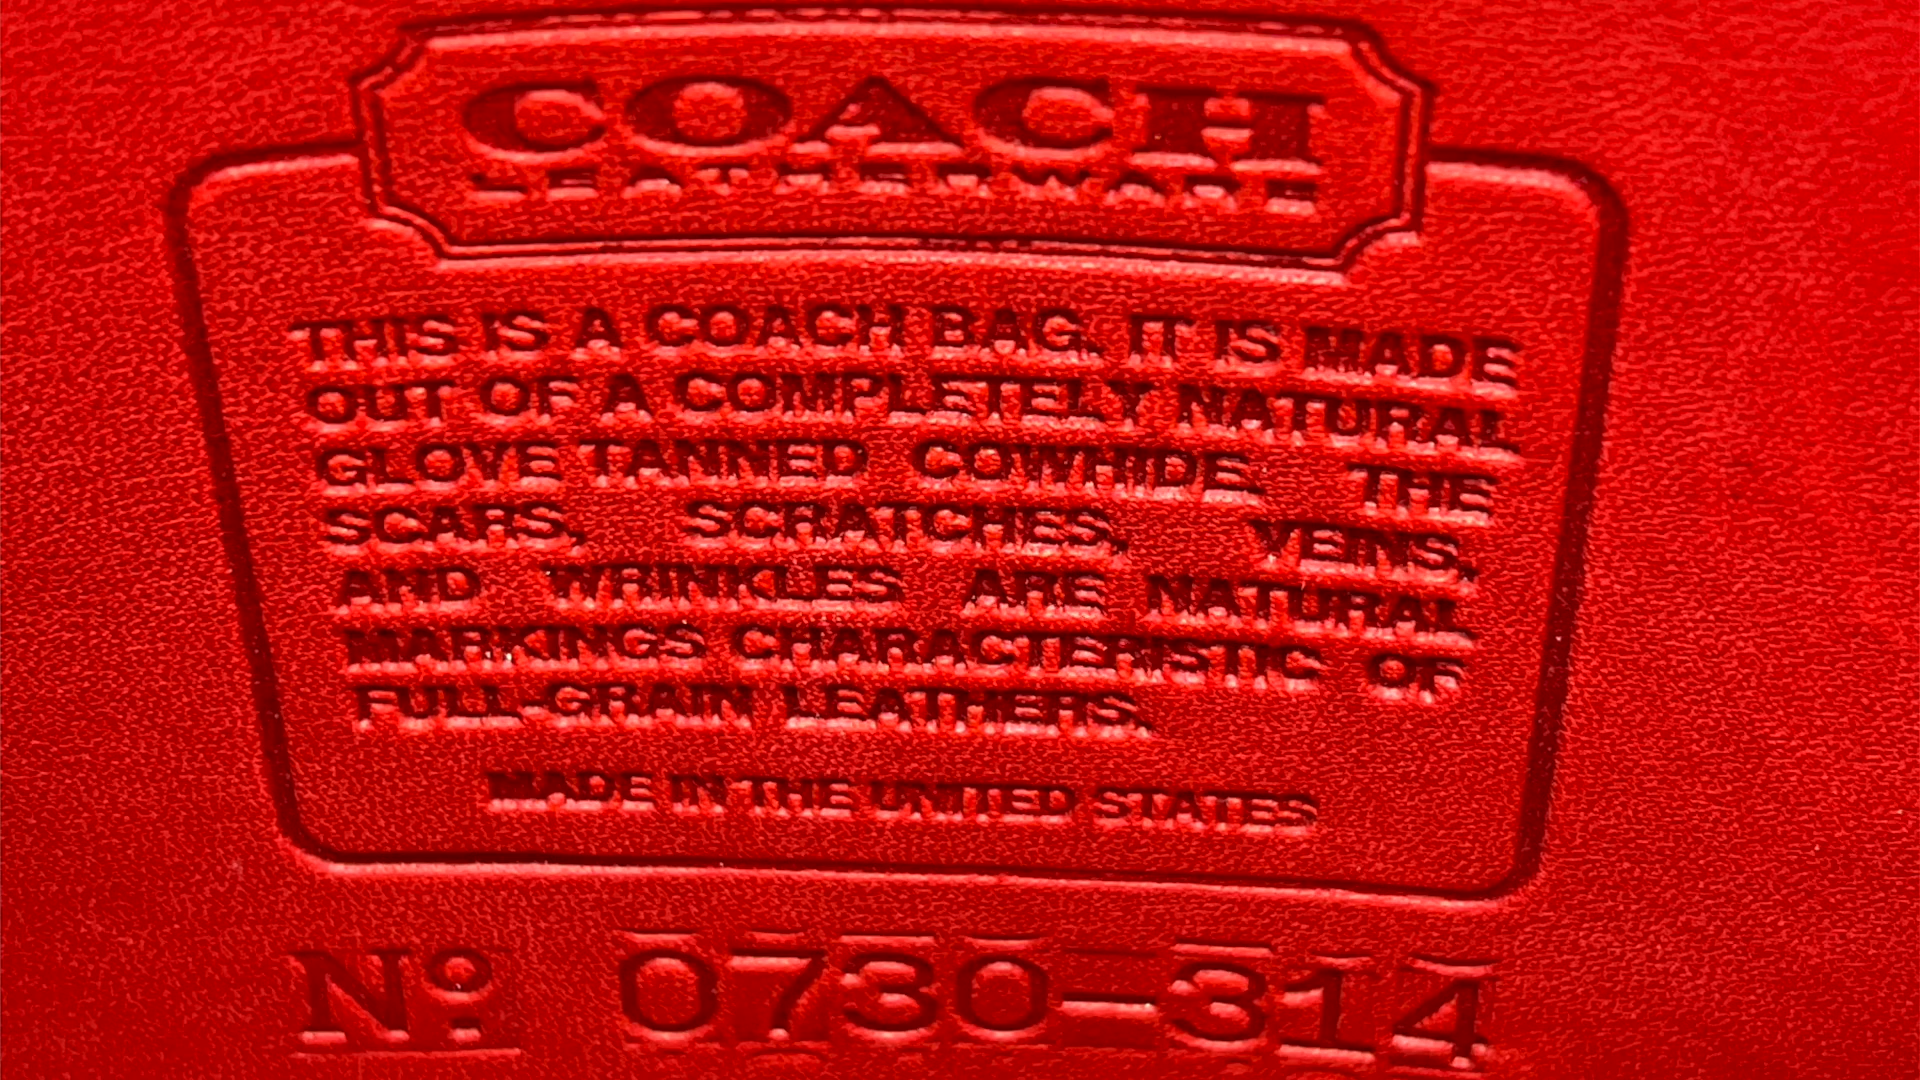 COACH
LEATHERWARE
THIS IS A COACH BAG. IT IS MADE
OUT OF A COMPLETELY NATURAL
GLOVE TANNED COWHIDE. THE
SCARS, SCRATCHES, VEINS,
AND WRINKLES ARE NATURAL
MARKINGS CHARACTERISTIC OF
FULL-GRAIN LEATHERS.
MADE IN THE UNITED STATES
Nº 0730-314